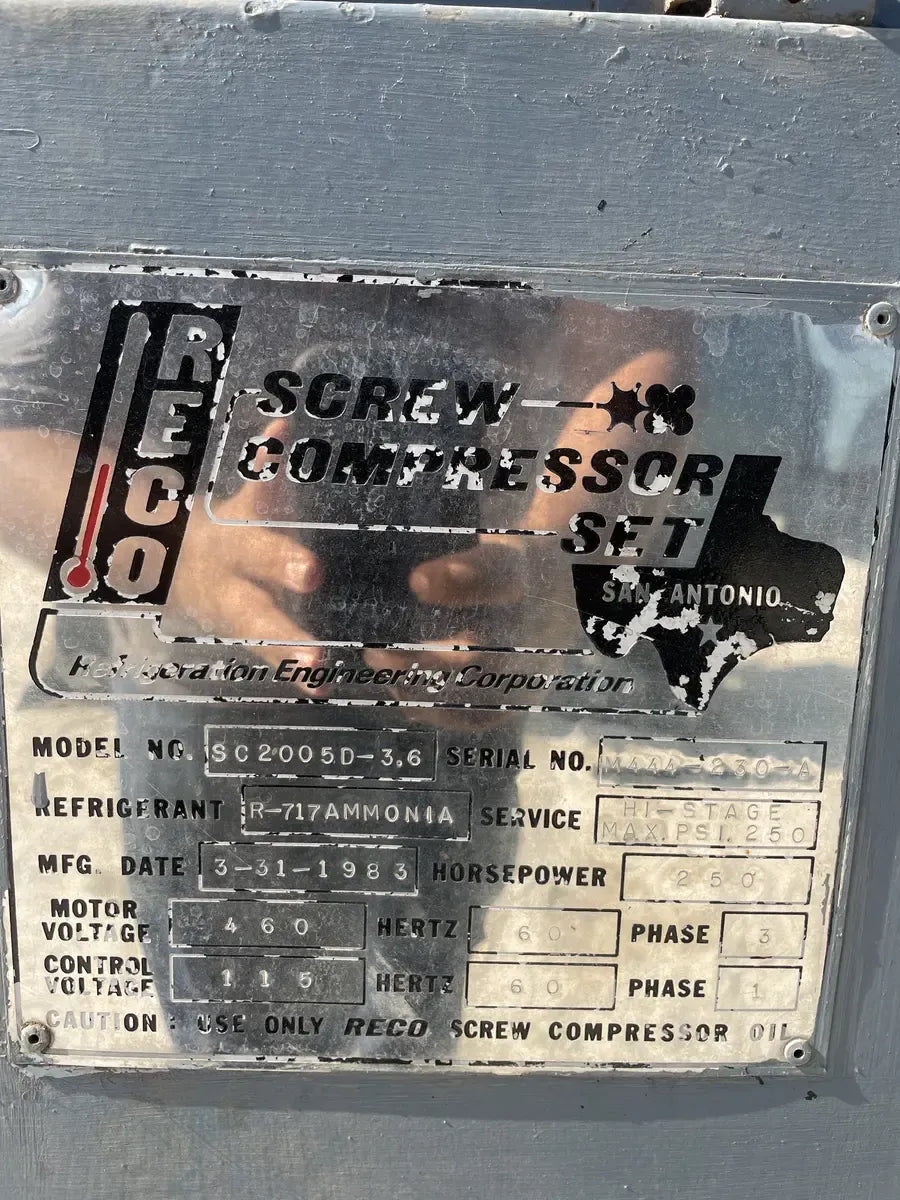 RECO
SCREW
COMPRESSOR
SET
SAN ANTONIO
Refrigeration Engineering Corporation
MODEL NO. SC2005D-3,6 SERIAL NO. M444-230-A
REFRIGERANT R-717AMMONIA SERVICE HI-STAGE MAX.PSI.250
MFG. DATE 3-31-1983 HORSEPOWER 250
MOTOR VOLTAGE 460 HERTZ 60 PHASE 3
CONTROL VOLTAGE 115 HERTZ 60 PHASE 1
CAUTION: USE ONLY RECO SCREW COMPRESSOR OIL